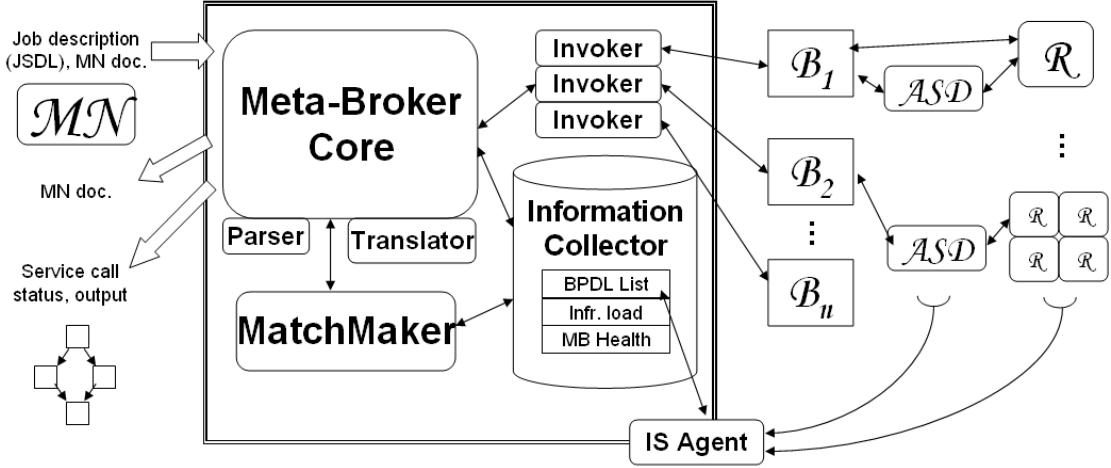 Job description
(JSDL), MN doc.
MN
MN doc.
Service call
status, output
Meta-Broker
Core
Parser
Translator
MatchMaker
Invoker
Invoker
Invoker
Information
Collector
BPDL List
Infr. load
MB Health
IS Agent
B1
B2
⋮
Bn
ASD
R
⋮
ASD
R R
R R